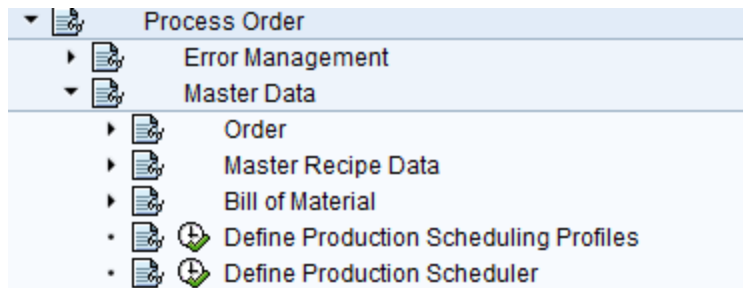 Process Order
Error Management
Master Data
Order
Master Recipe Data
Bill of Material
Define Production Scheduling Profiles
Define Production Scheduler